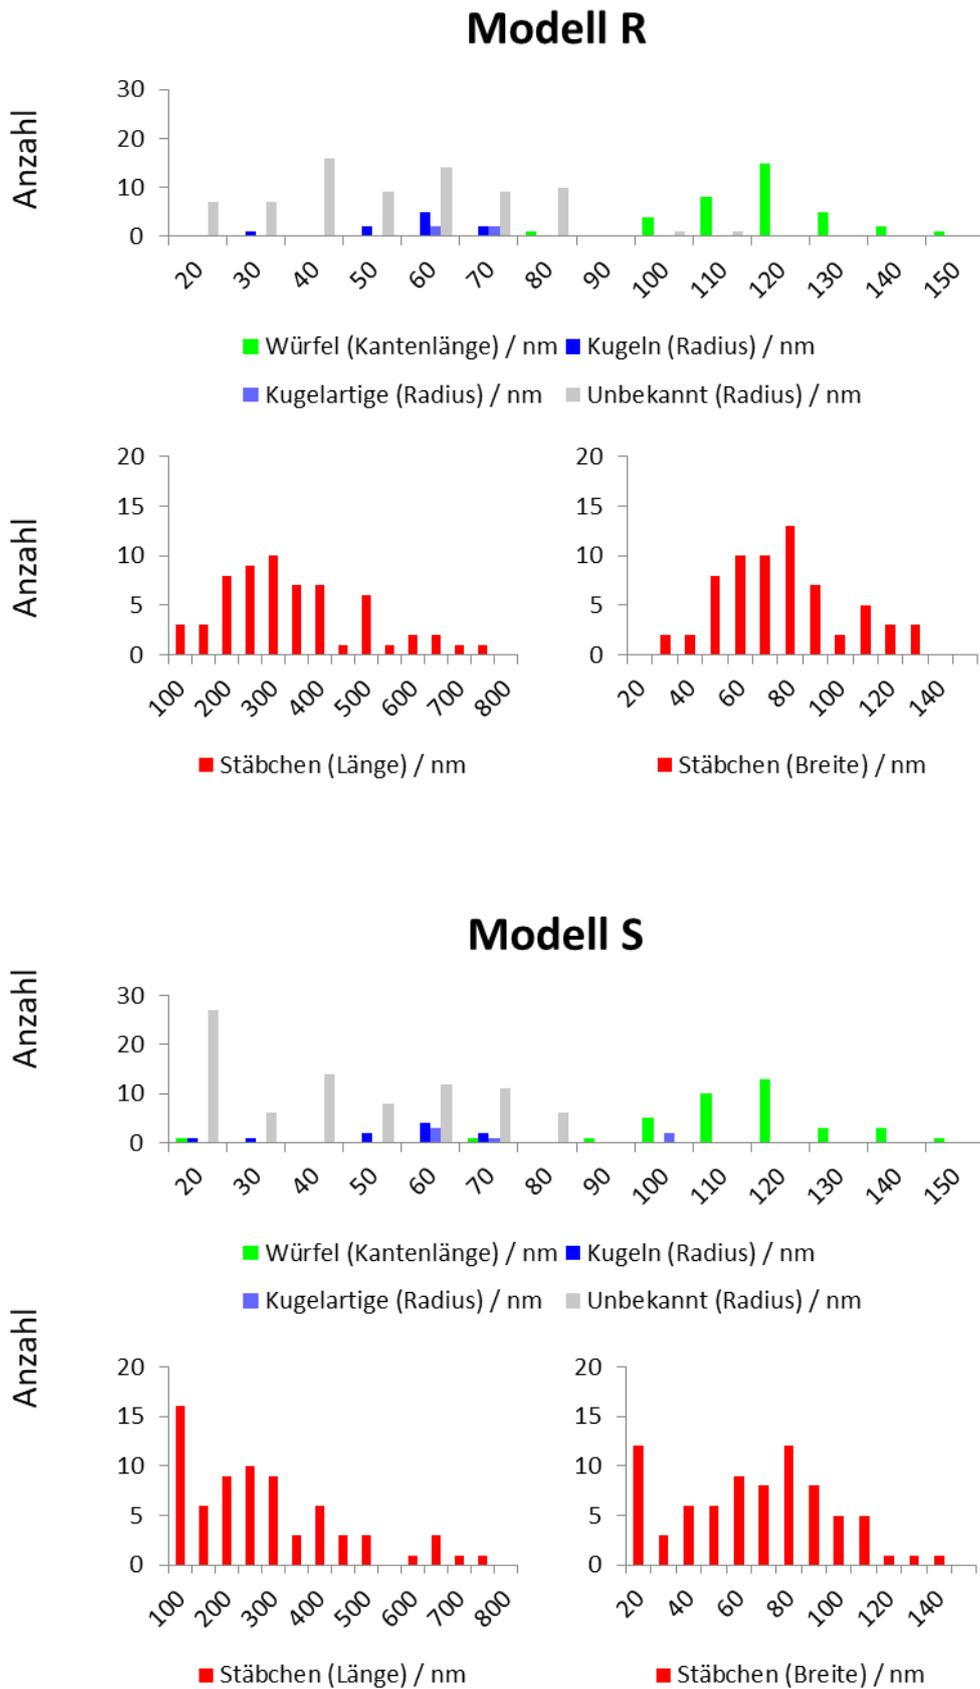 Modell R
Anzahl
30
20
10
0
20 30 40 50 60 70 80 90 100 110 120 130 140 150
Würfel (Kantenlänge) / nm Kugeln (Radius) / nm
Kugelartige (Radius) / nm Unbekannt (Radius) / nm
Anzahl
20
15
10
5
0
100 200 300 400 500 600 700 800
Stäbchen (Länge) / nm
20
15
10
5
0
20 40 60 80 100 120 140
Stäbchen (Breite) / nm
Modell S
Anzahl
30
20
10
0
20 30 40 50 60 70 80 90 100 110 120 130 140 150
Würfel (Kantenlänge) / nm Kugeln (Radius) / nm
Kugelartige (Radius) / nm Unbekannt (Radius) / nm
Anzahl
20
15
10
5
0
100 200 300 400 500 600 700 800
Stäbchen (Länge) / nm
20
15
10
5
0
20 40 60 80 100 120 140
Stäbchen (Breite) / nm